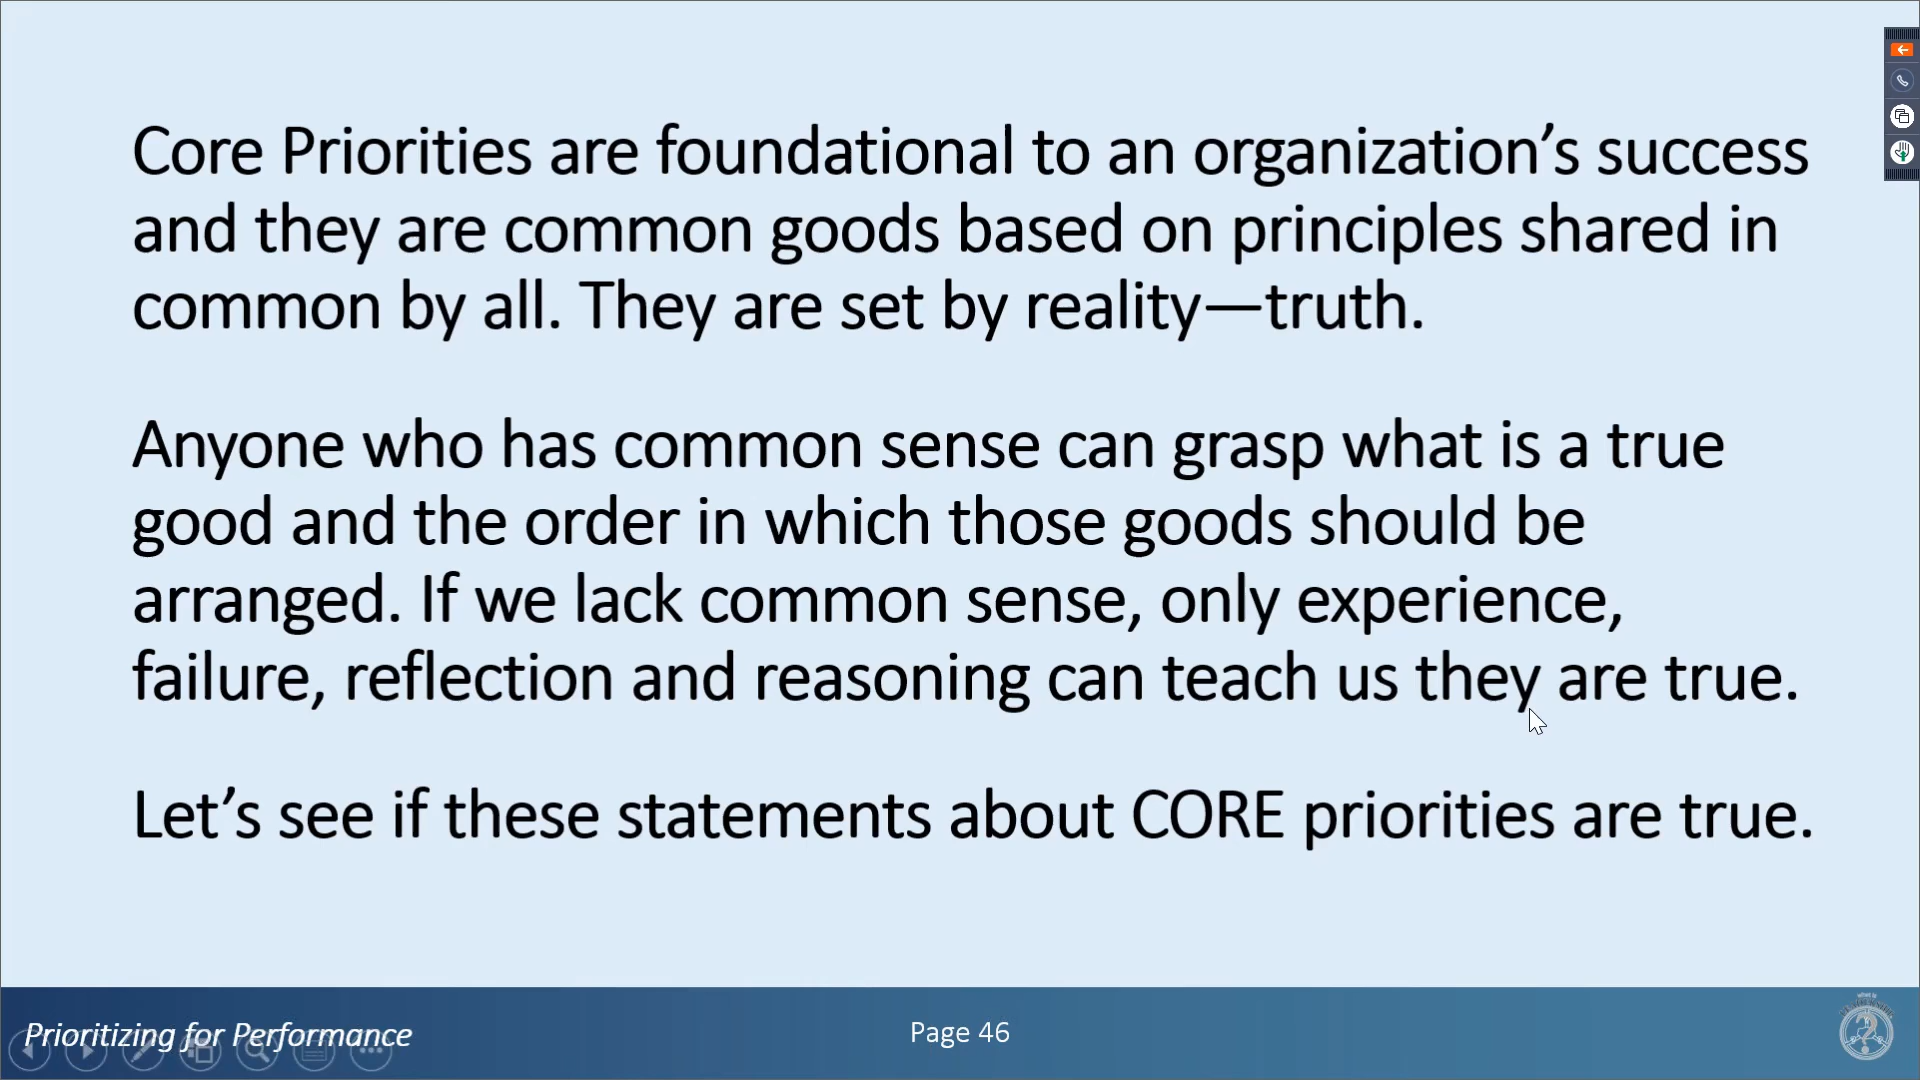 Core Priorities are foundational to an organization’s success
and they are common goods based on principles shared in
common by all. They are set by reality—truth.
Anyone who has common sense can grasp what is a true
good and the order in which those goods should be
arranged. If we lack common sense, only experience,
failure, reflection and reasoning can teach us they are true.
Let’s see if these statements about CORE priorities are true.
Prioritizing for Performance
Page 46